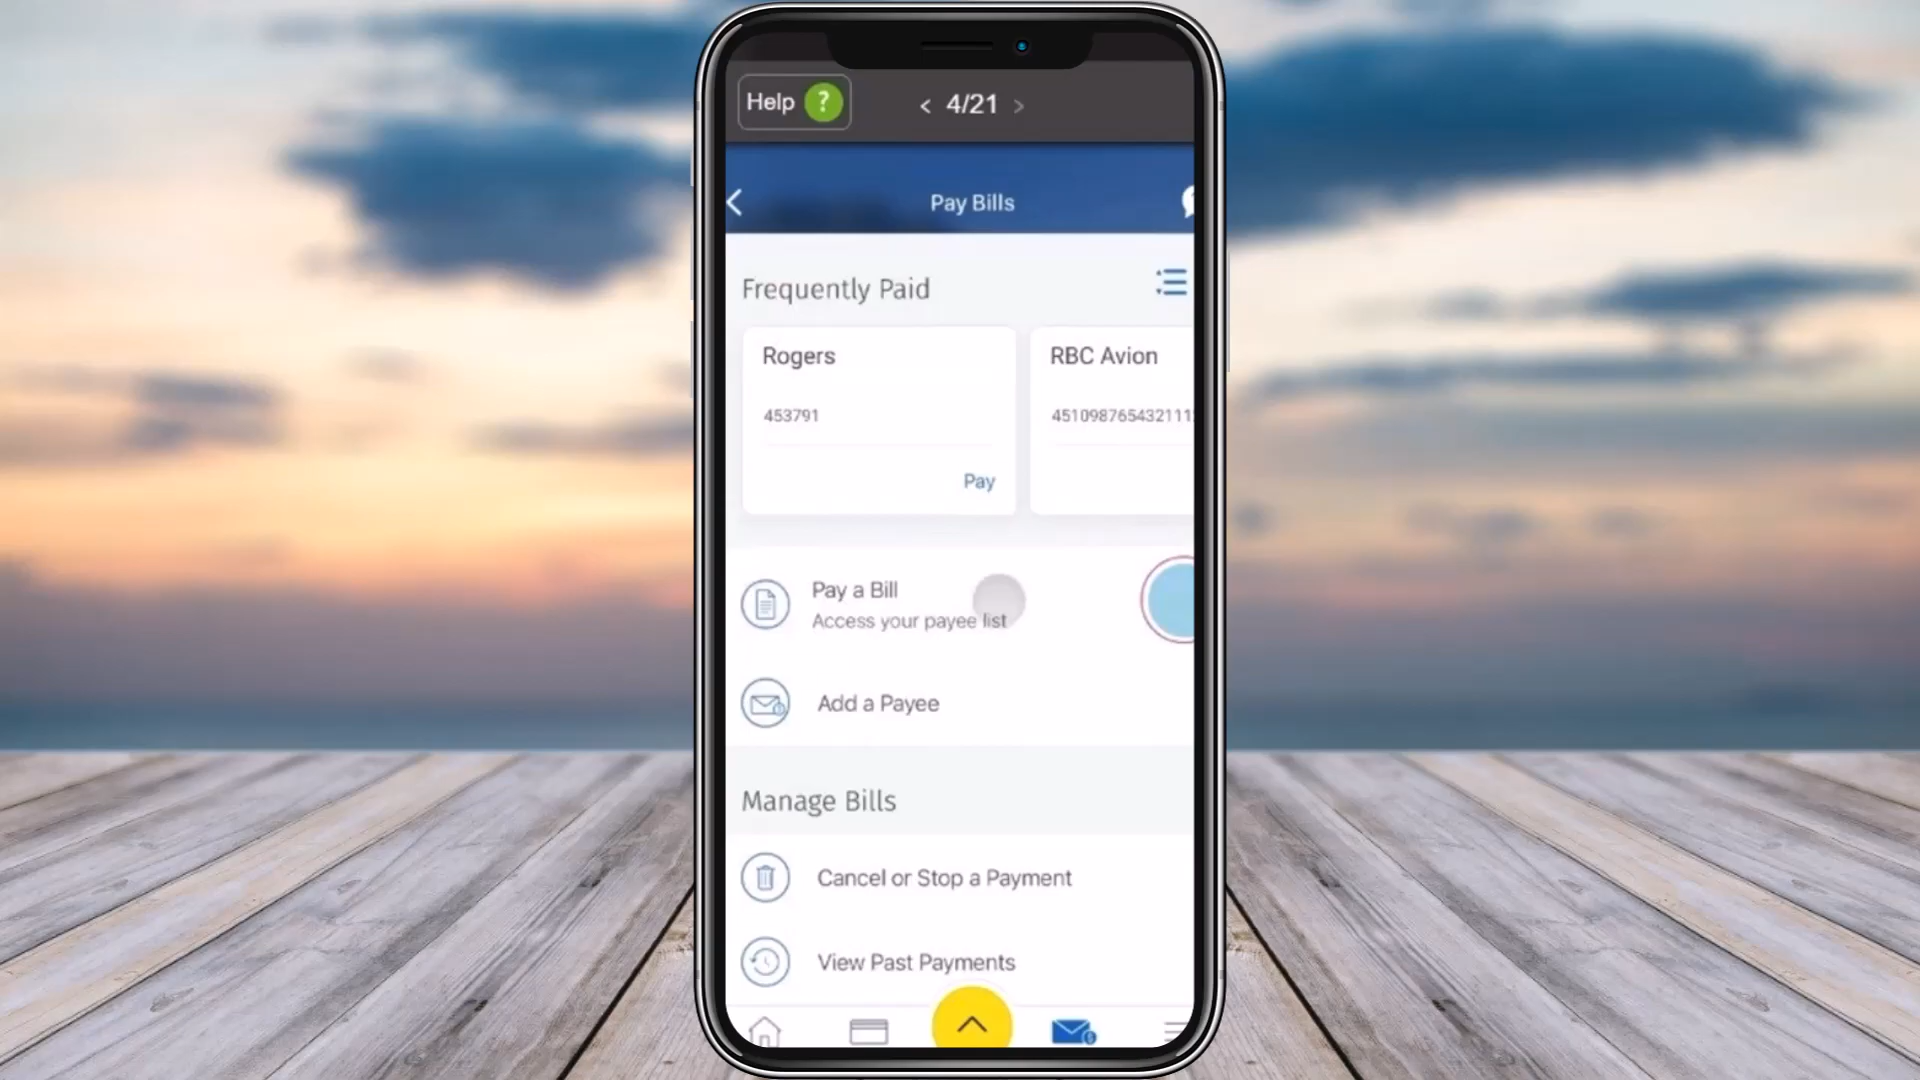 Help ?
< 4/21 >
Pay Bills
Frequently Paid
Rogers
453791
Pay
RBC Avion
451098765432111
Pay a Bill
Access your payee list
Add a Payee
Manage Bills
Cancel or Stop a Payment
View Past Payments